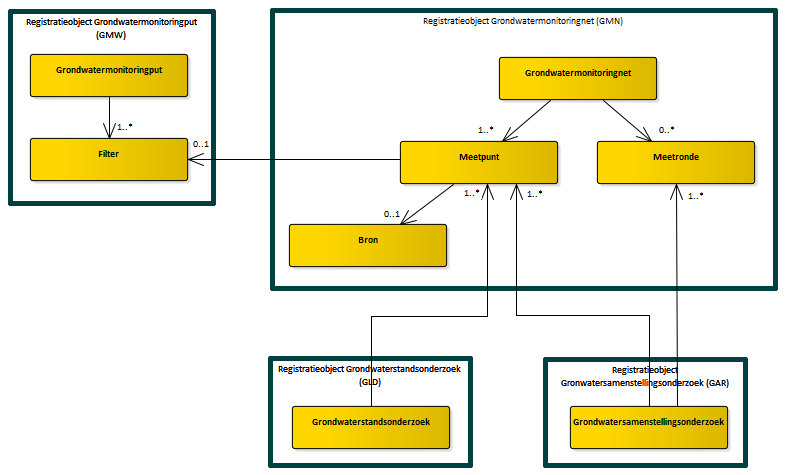 Registratieobject Grondwatermonitoringput
(GMW)
Grondwatermonitoringput
1..*
Filter
0..1
Registratieobject Grondwatermonitoringnet (GMN)
Grondwatermonitoringnet
1..*
0..*
Meetpunt
Meetronde
1..*
1..*
1..*
0..1
Bron
Registratieobject Grondwaterstandsonderzoek
(GLD)
Grondwaterstandsonderzoek
Registratieobject
Gronwatersamenstellingsonderzoek (GAR)
Grondwatersamenstellingsonderzoek